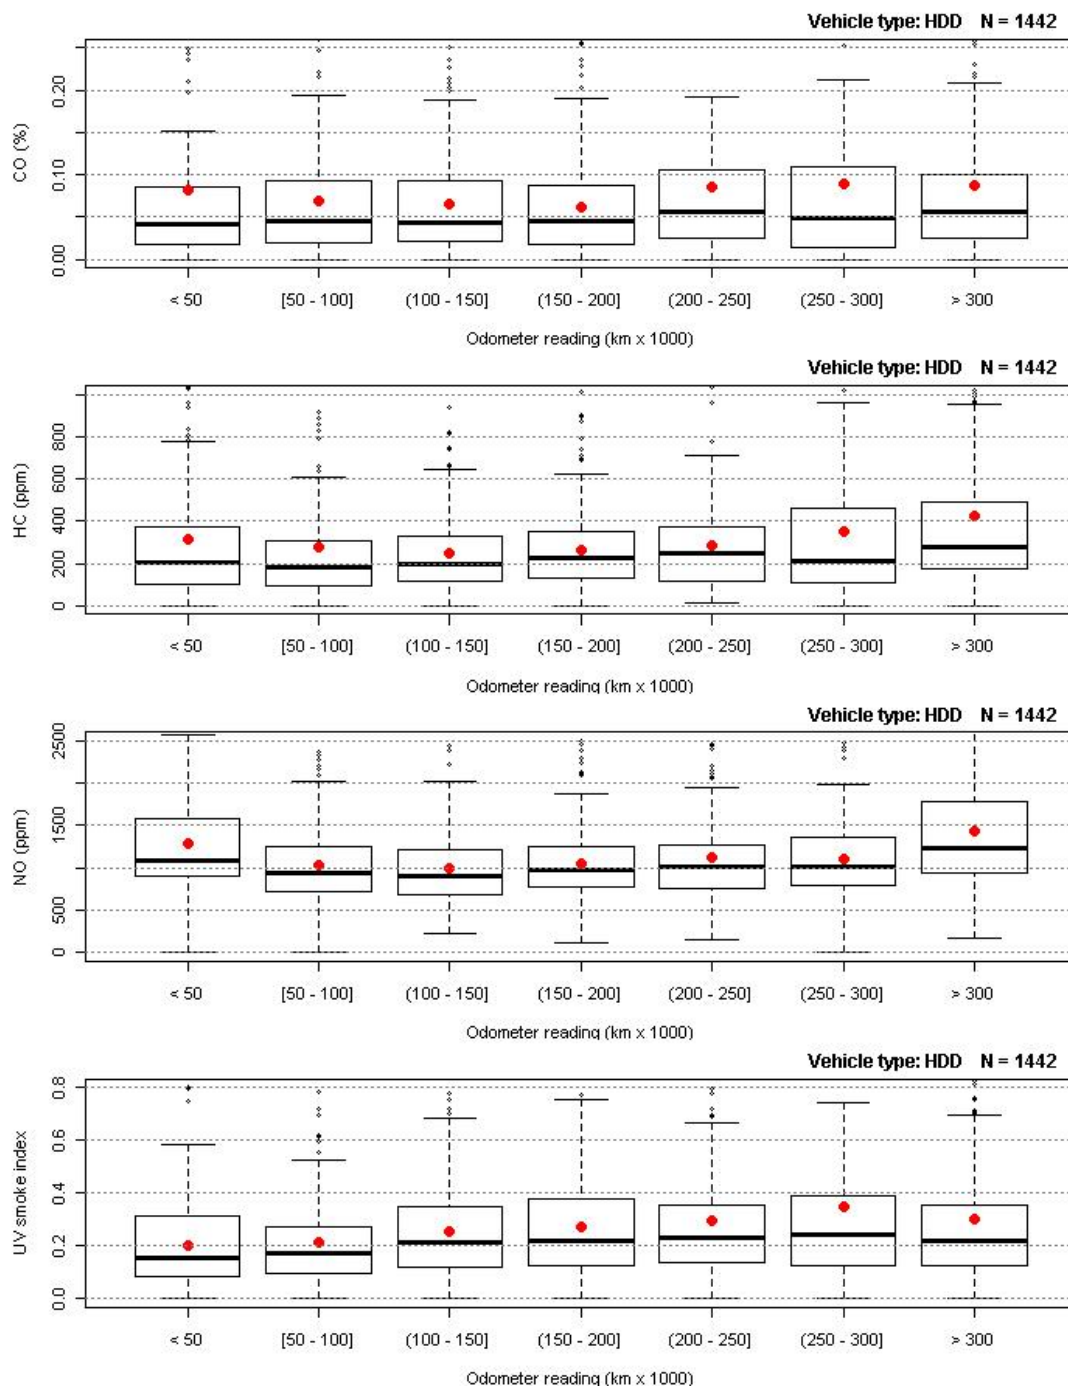 Vehicle type: HDD N = 1442
0.20
0.10
0.00
CO (%)
< 50 [50 - 100] (100 - 150] (150 - 200] (200 - 250] (250 - 300] > 300
Odometer reading (km x 1000)
Vehicle type: HDD N = 1442
800
600
400
200
0
HC (ppm)
< 50 [50 - 100] (100 - 150] (150 - 200] (200 - 250] (250 - 300] > 300
Odometer reading (km x 1000)
Vehicle type: HDD N = 1442
2500
1500
500
0
NO (ppm)
< 50 [50 - 100] (100 - 150] (150 - 200] (200 - 250] (250 - 300] > 300
Odometer reading (km x 1000)
Vehicle type: HDD N = 1442
0.8
0.6
0.4
0.2
0.0
UV smoke index
< 50 [50 - 100] (100 - 150] (150 - 200] (200 - 250] (250 - 300] > 300
Odometer reading (km x 1000)